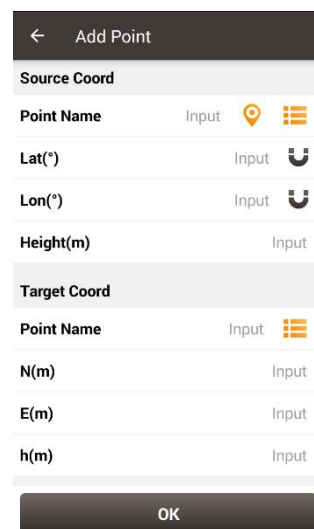 Add Point
Source Coord
Point Name Input
Lat(°) Input
Lon(°) Input
Height(m) Input
Target Coord
Point Name Input
N(m) Input
E(m) Input
h(m) Input
OK